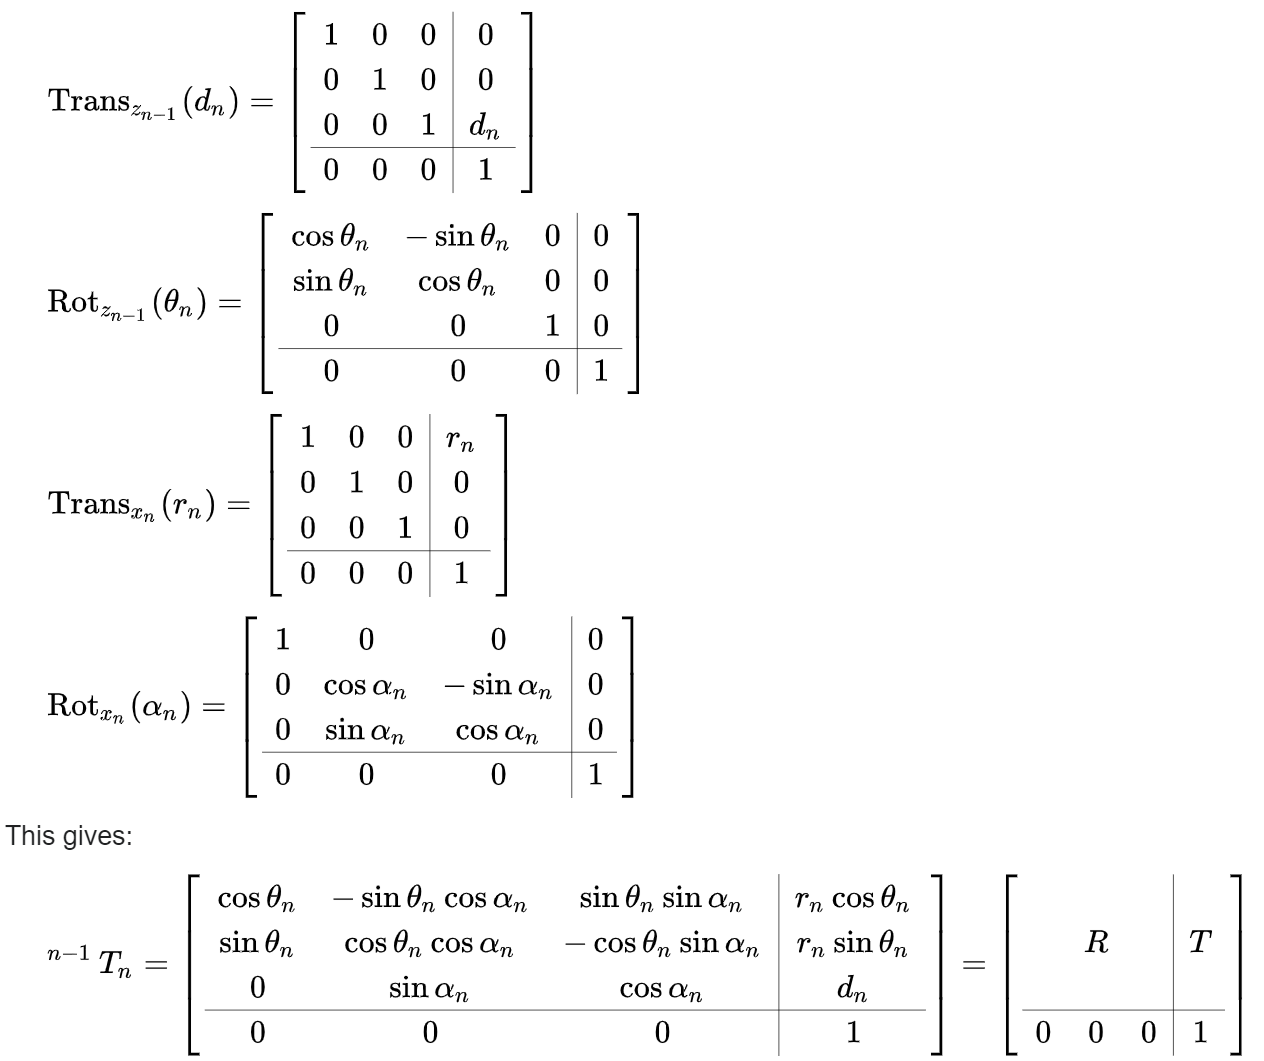 \operatorname{Trans}_{z_{n-1}}(d_n) = \left[\begin{array}{ccc|c} 1 & 0 & 0 & 0 \\ 0 & 1 & 0 & 0 \\ 0 & 0 & 1 & d_n \\ \hline 0 & 0 & 0 & 1 \end{array}\right]
\operatorname{Rot}_{z_{n-1}}(\theta_n) = \left[\begin{array}{ccc|c} \cos\theta_n & -\sin\theta_n & 0 & 0 \\ \sin\theta_n & \cos\theta_n & 0 & 0 \\ 0 & 0 & 1 & 0 \\ \hline 0 & 0 & 0 & 1 \end{array}\right]
\operatorname{Trans}_{x_n}(r_n) = \left[\begin{array}{ccc|c} 1 & 0 & 0 & r_n \\ 0 & 1 & 0 & 0 \\ 0 & 0 & 1 & 0 \\ \hline 0 & 0 & 0 & 1 \end{array}\right]
\operatorname{Rot}_{x_n}(\alpha_n) = \left[\begin{array}{ccc|c} 1 & 0 & 0 & 0 \\ 0 & \cos\alpha_n & -\sin\alpha_n & 0 \\ 0 & \sin\alpha_n & \cos\alpha_n & 0 \\ \hline 0 & 0 & 0 & 1 \end{array}\right]
This gives:
{}^{n-1}T_n = \left[\begin{array}{ccc|c} \cos\theta_n & -\sin\theta_n\cos\alpha_n & \sin\theta_n\sin\alpha_n & r_n\cos\theta_n \\ \sin\theta_n & \cos\theta_n\cos\alpha_n & -\cos\theta_n\sin\alpha_n & r_n\sin\theta_n \\ 0 & \sin\alpha_n & \cos\alpha_n & d_n \\ \hline 0 & 0 & 0 & 1 \end{array}\right] = \left[\begin{array}{ccc|c} & & & \\ & R & & T \\ & & & \\ \hline 0 & 0 & 0 & 1 \end{array}\right]